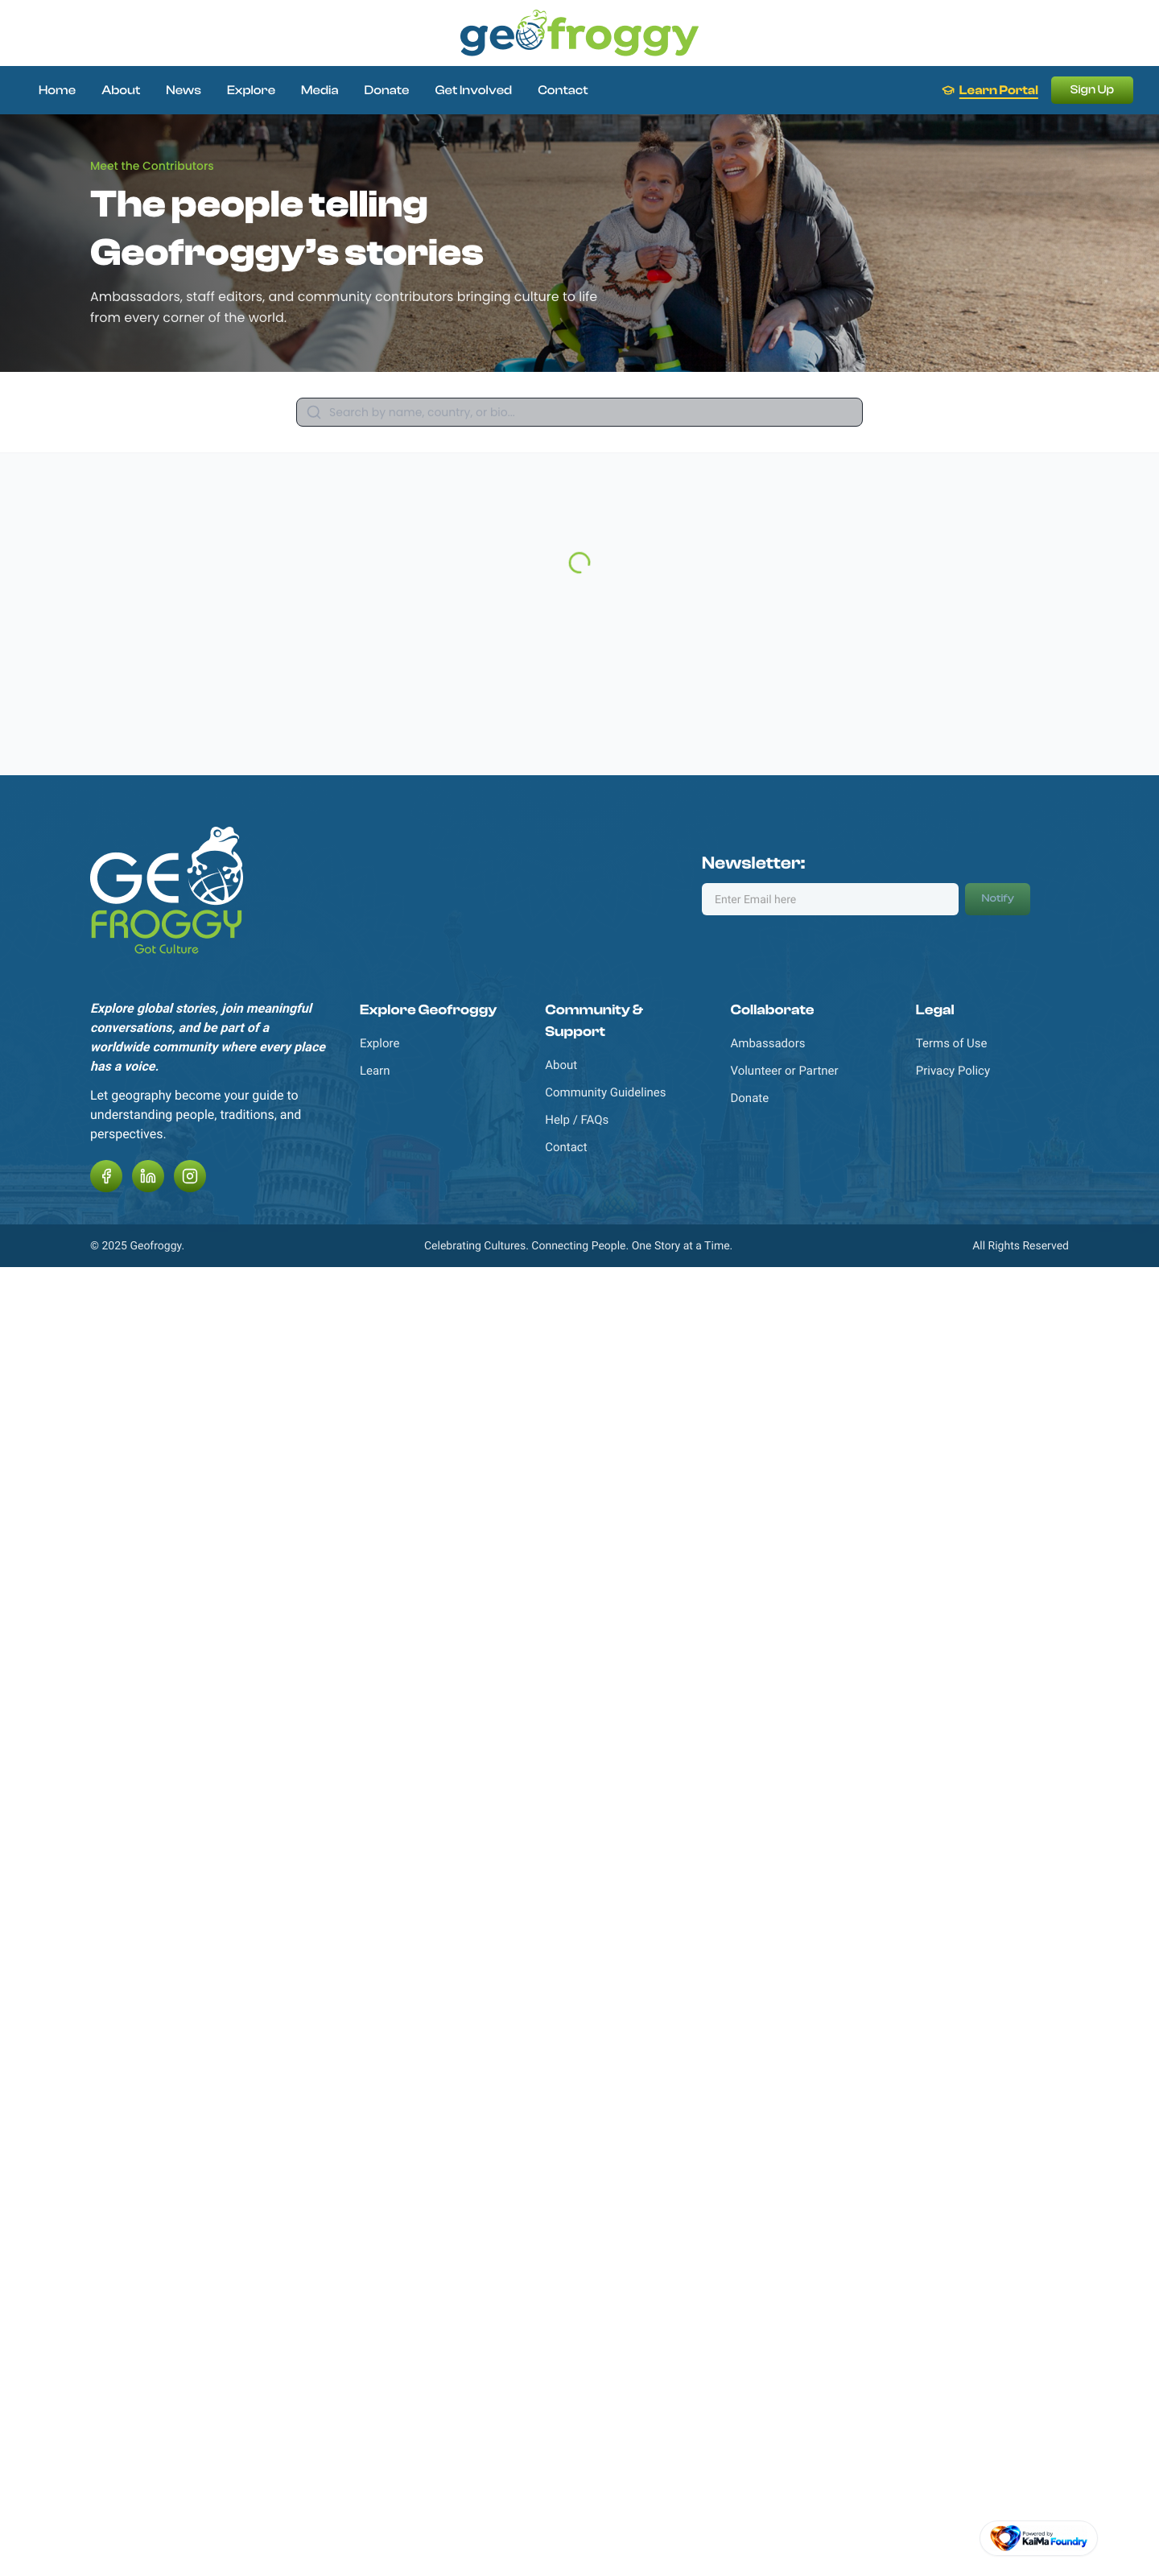 geofroggy
Home About News Explore Media Donate Get Involved Contact Learn Portal Sign Up
Meet the Contributors
The people telling
Geofroggy’s stories
Ambassadors, staff editors, and community contributors bringing culture to life
from every corner of the world.
Search by name, country, or bio...
GEO
FROGGY
Got Culture
Newsletter:
Enter Email here Notify
Explore global stories, join meaningful
conversations, and be part of a
worldwide community where every place
has a voice.
Let geography become your guide to
understanding people, traditions, and
perspectives.
Explore Geofroggy
Explore
Learn
Community &
Support
About
Community Guidelines
Help / FAQs
Contact
Collaborate
Ambassadors
Volunteer or Partner
Donate
Legal
Terms of Use
Privacy Policy
© 2025 Geofroggy. Celebrating Cultures. Connecting People. One Story at a Time. All Rights Reserved
Powered by
KaiMa Foundry